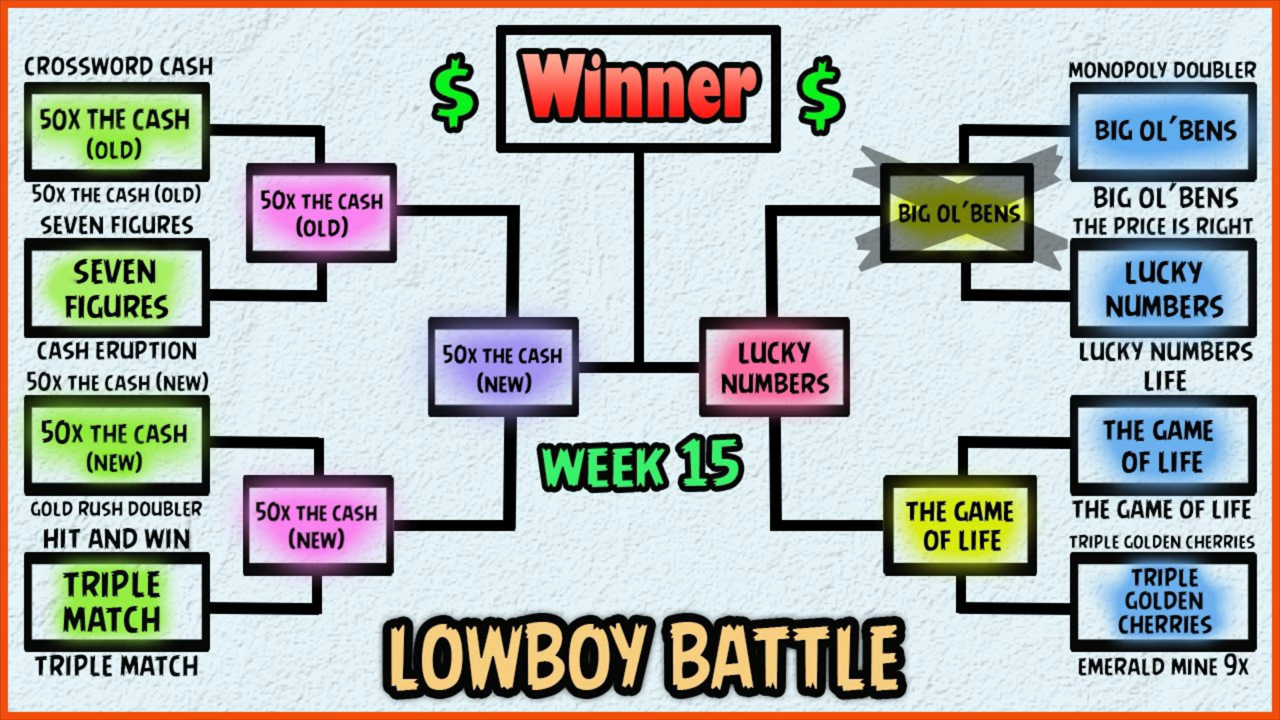 CROSSWORD CASH
50X THE CASH
(OLD)
50X THE CASH (OLD)
SEVEN FIGURES
SEVEN
FIGURES
CASH ERUPTION
50X THE CASH (NEW)
50X THE CASH
(NEW)
GOLD RUSH DOUBLER
HIT AND WIN
TRIPLE
MATCH
TRIPLE MATCH
50X THE CASH
(OLD)
50X THE CASH
(NEW)
50X THE CASH
(NEW)
$ Winner $
WEEK 15
LOWBOY BATTLE
LUCKY
NUMBERS
BIG OL'BENS
THE GAME
OF LIFE
MONOPOLY DOUBLER
BIG OL'BENS
BIG OL'BENS
THE PRICE IS RIGHT
LUCKY
NUMBERS
LUCKY NUMBERS
LIFE
THE GAME
OF LIFE
THE GAME OF LIFE
TRIPLE GOLDEN CHERRIES
TRIPLE
GOLDEN
CHERRIES
EMERALD MINE 9X